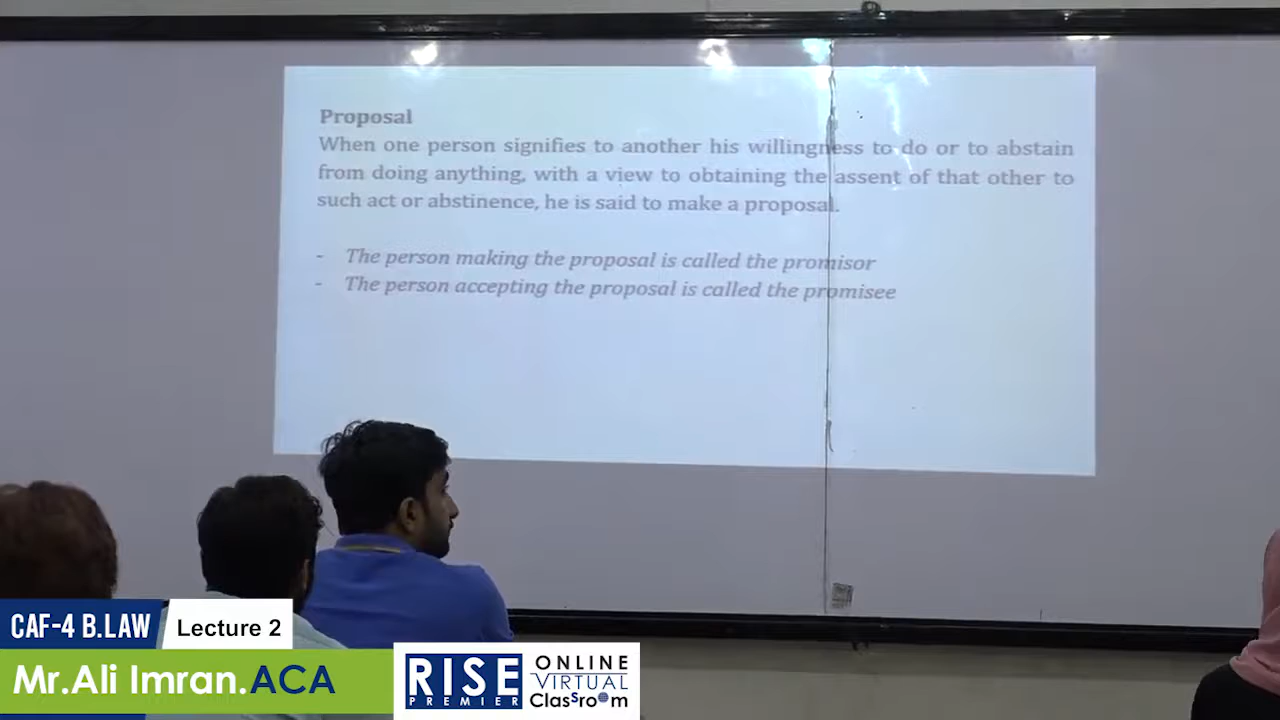 Proposal
When one person signifies to another his willingness to do or to abstain
from doing anything, with a view to obtaining the assent of that other to
such act or abstinence, he is said to make a proposal.
- The person making the proposal is called the promisor
- The person accepting the proposal is called the promisee
CAF-4 B.LAW
Lecture 2
Mr.Ali Imran.ACA
RISE
PREMIER
ONLINE
VIRTUAL
Classroom